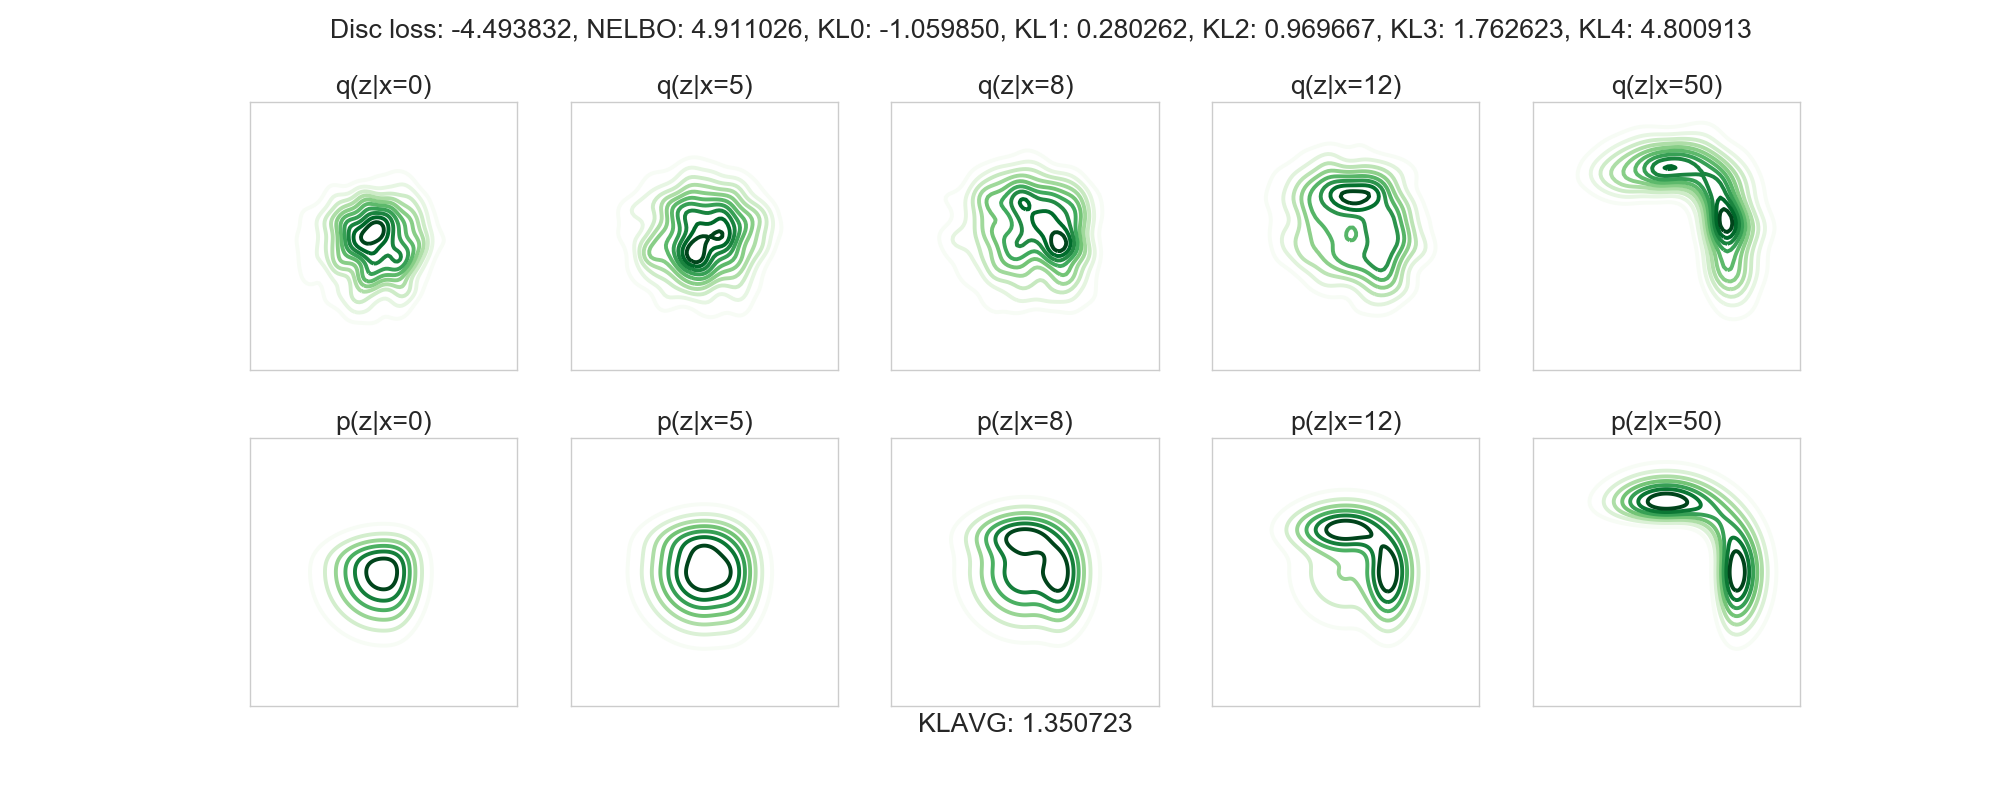 Disc loss: -4.493832, NELBO: 4.911026, KL0: -1.059850, KL1: 0.280262, KL2: 0.969667, KL3: 1.762623, KL4: 4.800913
q(z|x=0) q(z|x=5) q(z|x=8) q(z|x=12) q(z|x=50)
p(z|x=0) p(z|x=5) p(z|x=8) p(z|x=12) p(z|x=50)
KLAVG: 1.350723